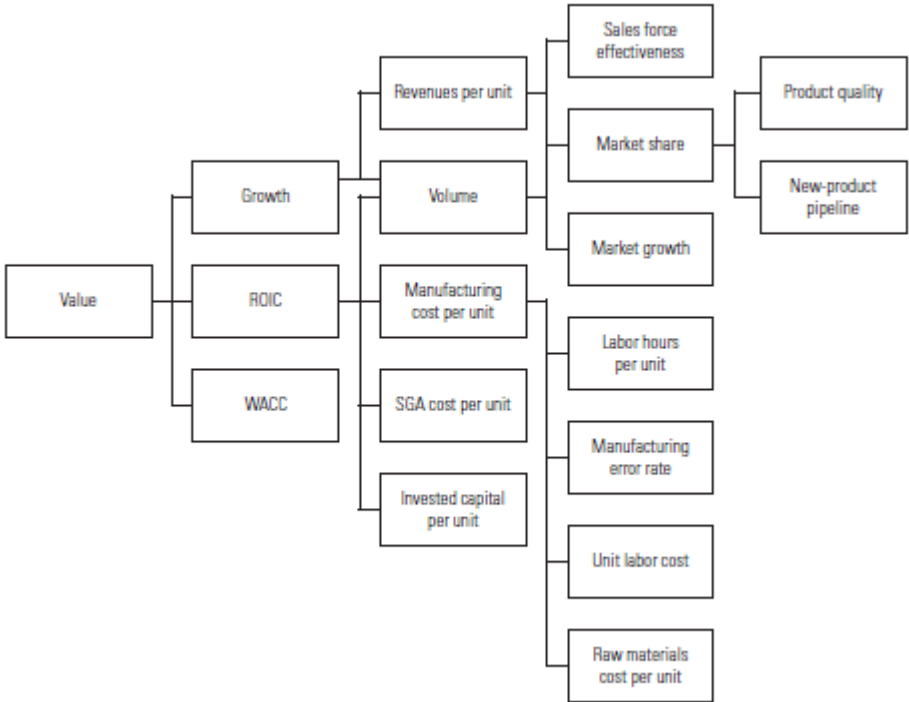 Sales force
effectiveness
Revenues per unit
Product quality
Market share
Growth
Volume
New-product
pipeline
Market growth
Value
ROIC
Manufacturing
cost per unit
Labor hours
per unit
WACC
SGA cost per unit
Manufacturing
error rate
Invested capital
per unit
Unit labor cost
Raw materials
cost per unit